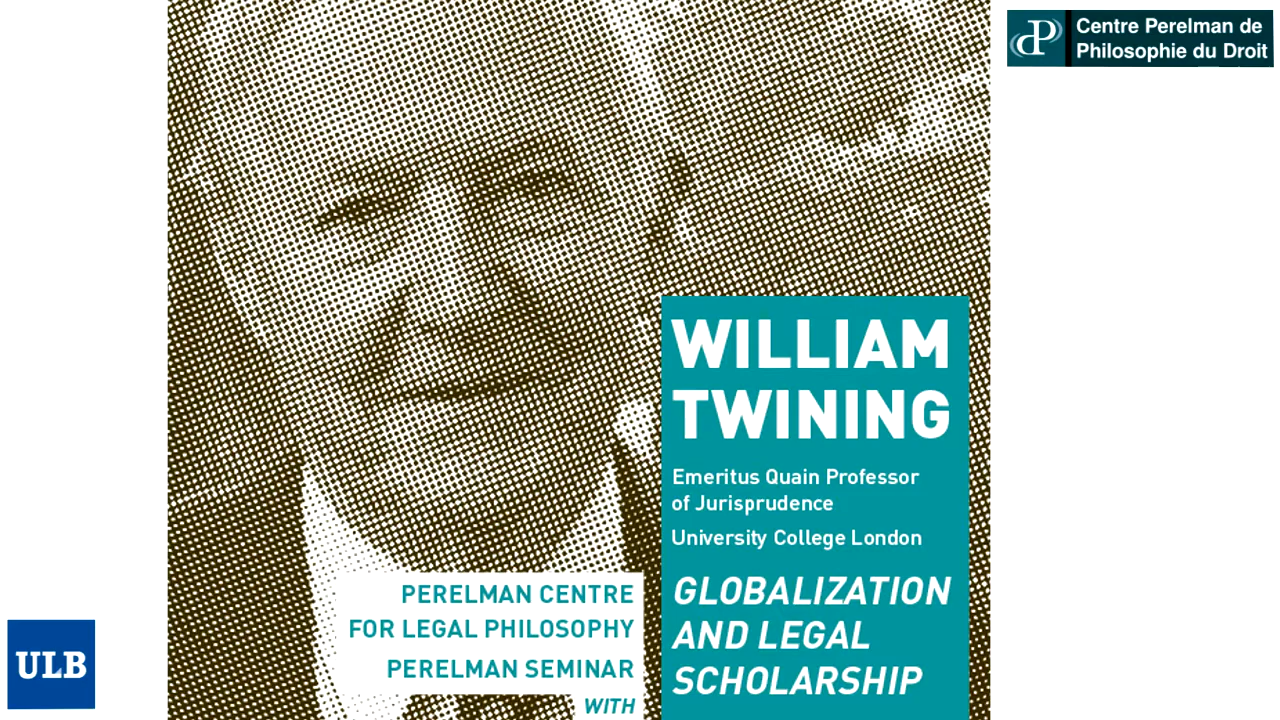 Centre Perelman de
Philosophie du Droit
WILLIAM
TWINING
Emeritus Quain Professor
of Jurisprudence
University College London
GLOBALIZATION
AND LEGAL
SCHOLARSHIP
PERELMAN CENTRE
FOR LEGAL PHILOSOPHY
PERELMAN SEMINAR
WITH
ULB